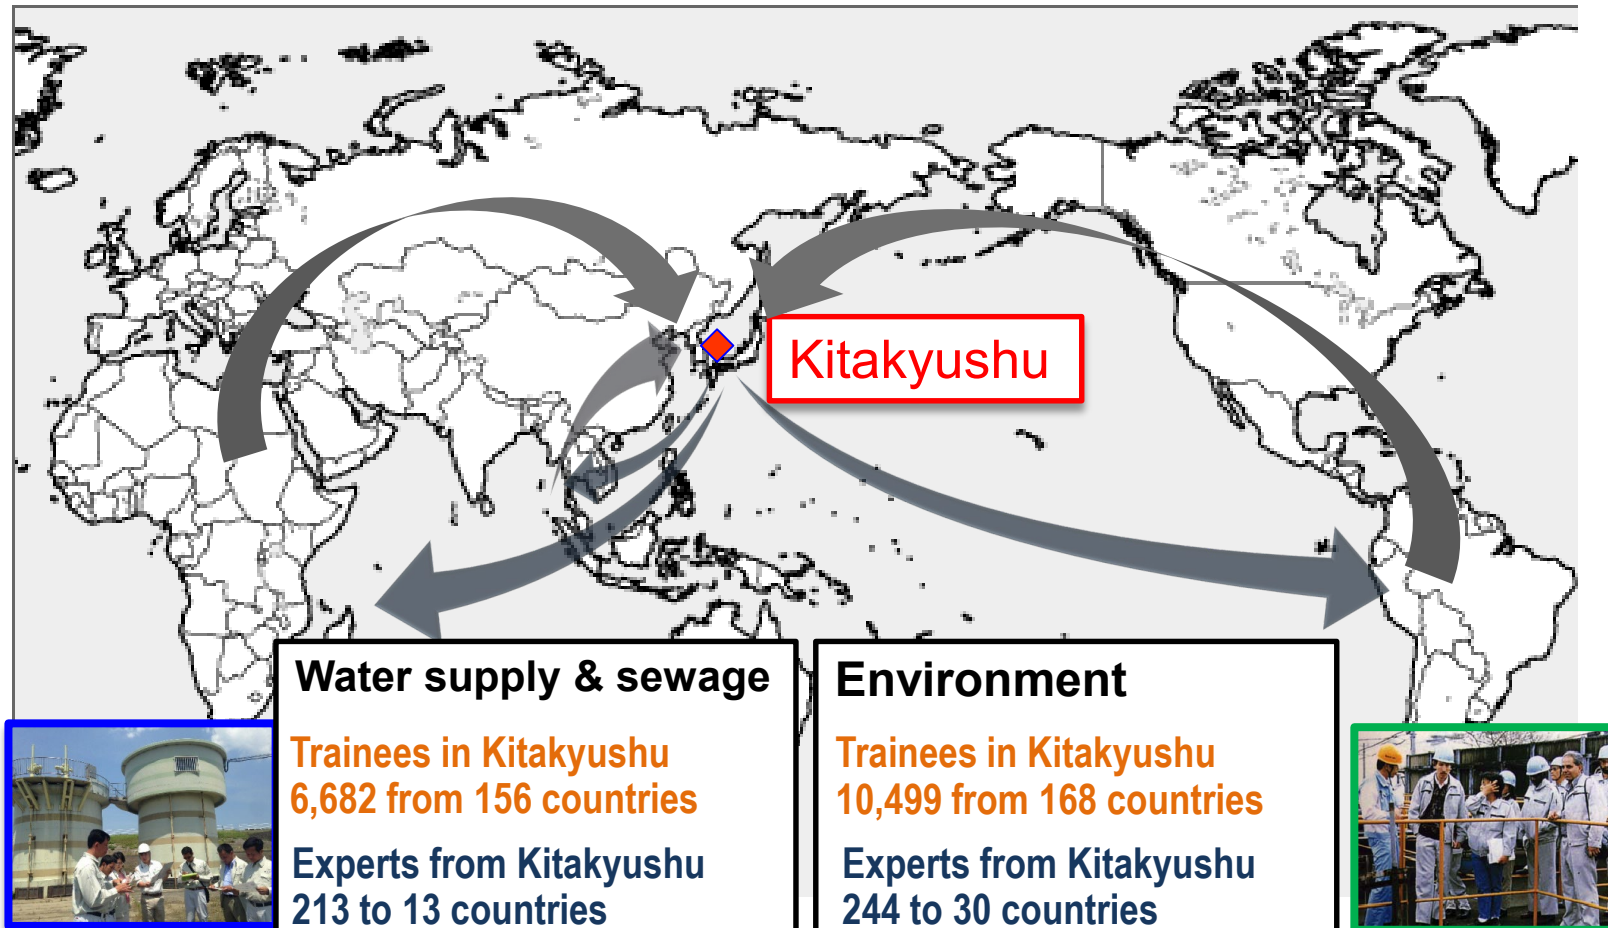 Kitakyushu
Water supply & sewage
Trainees in Kitakyushu
6,682 from 156 countries
Experts from Kitakyushu
213 to 13 countries
Environment
Trainees in Kitakyushu
10,499 from 168 countries
Experts from Kitakyushu
244 to 30 countries